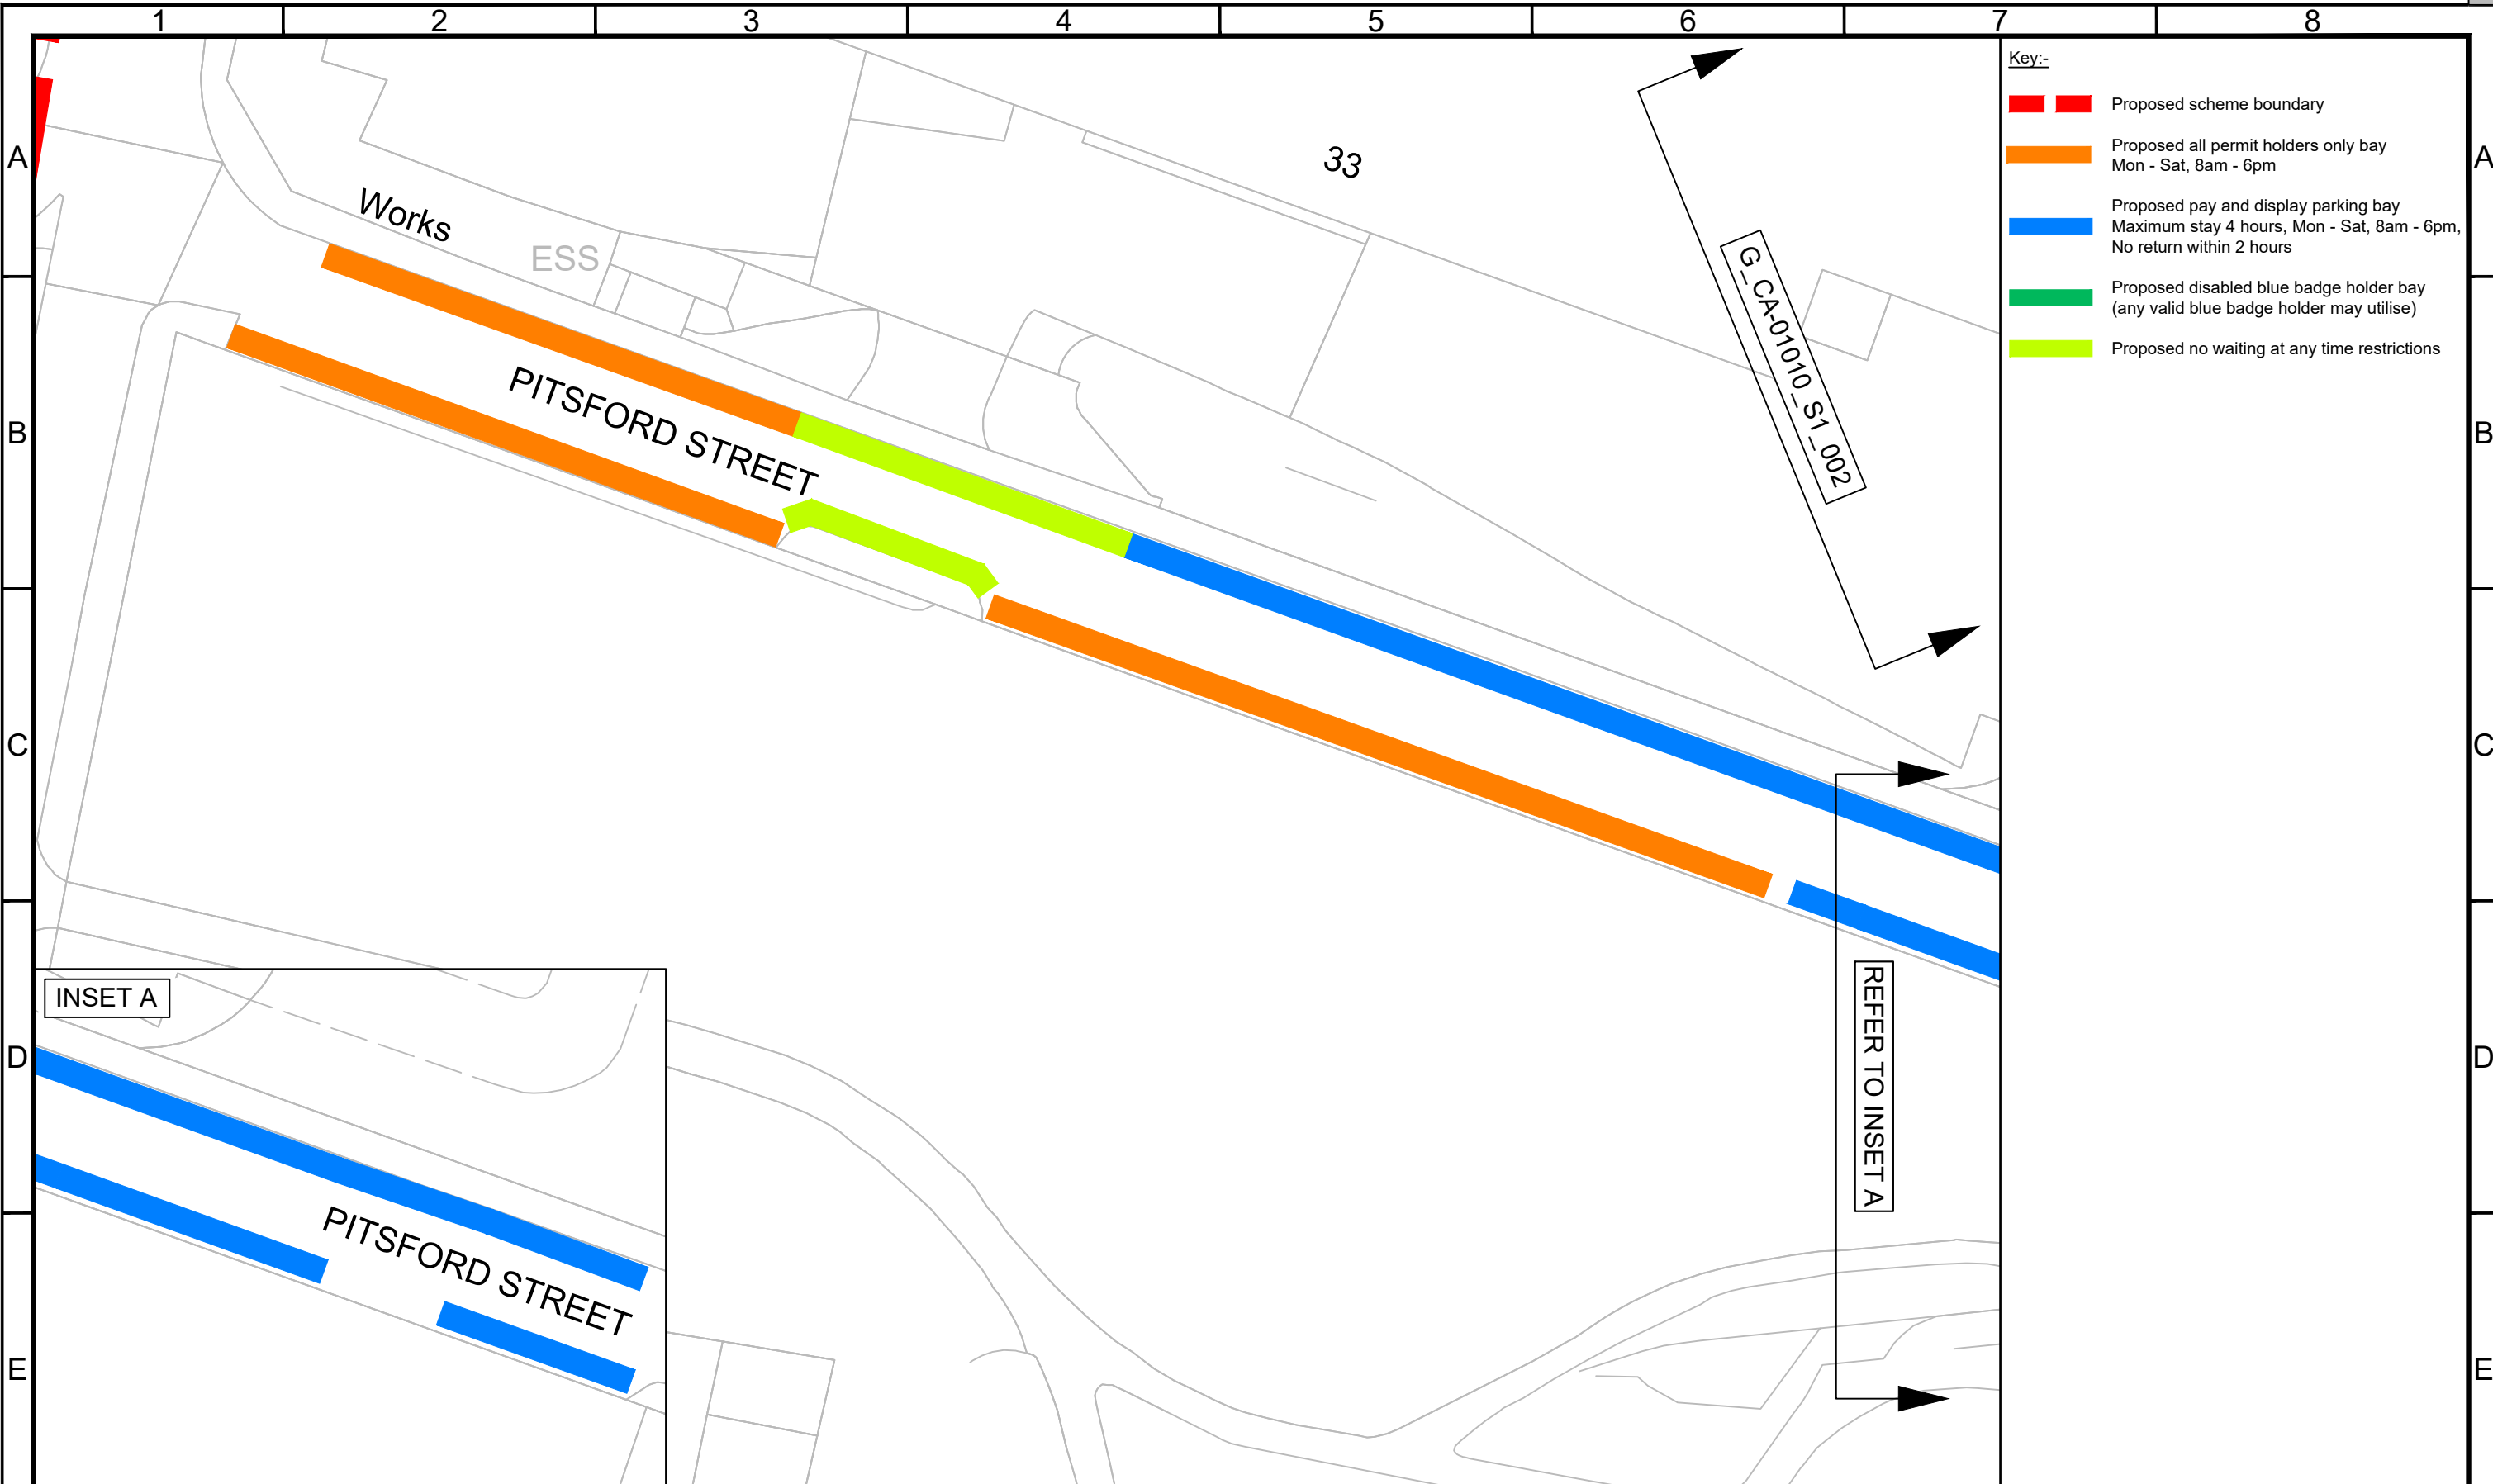 1 2 3 4 5 6 7 8
A
B
C
D
E
A
B
C
D
E
Key:-
Proposed scheme boundary
Proposed all permit holders only bay
Mon - Sat, 8am - 6pm
Proposed pay and display parking bay
Maximum stay 4 hours, Mon - Sat, 8am - 6pm,
No return within 2 hours
Proposed disabled blue badge holder bay
(any valid blue badge holder may utilise)
Proposed no waiting at any time restrictions
33
Works
ESS
G_CA-01010_S1_002
PITSFORD STREET
REFER TO INSET A
INSET A
PITSFORD STREET